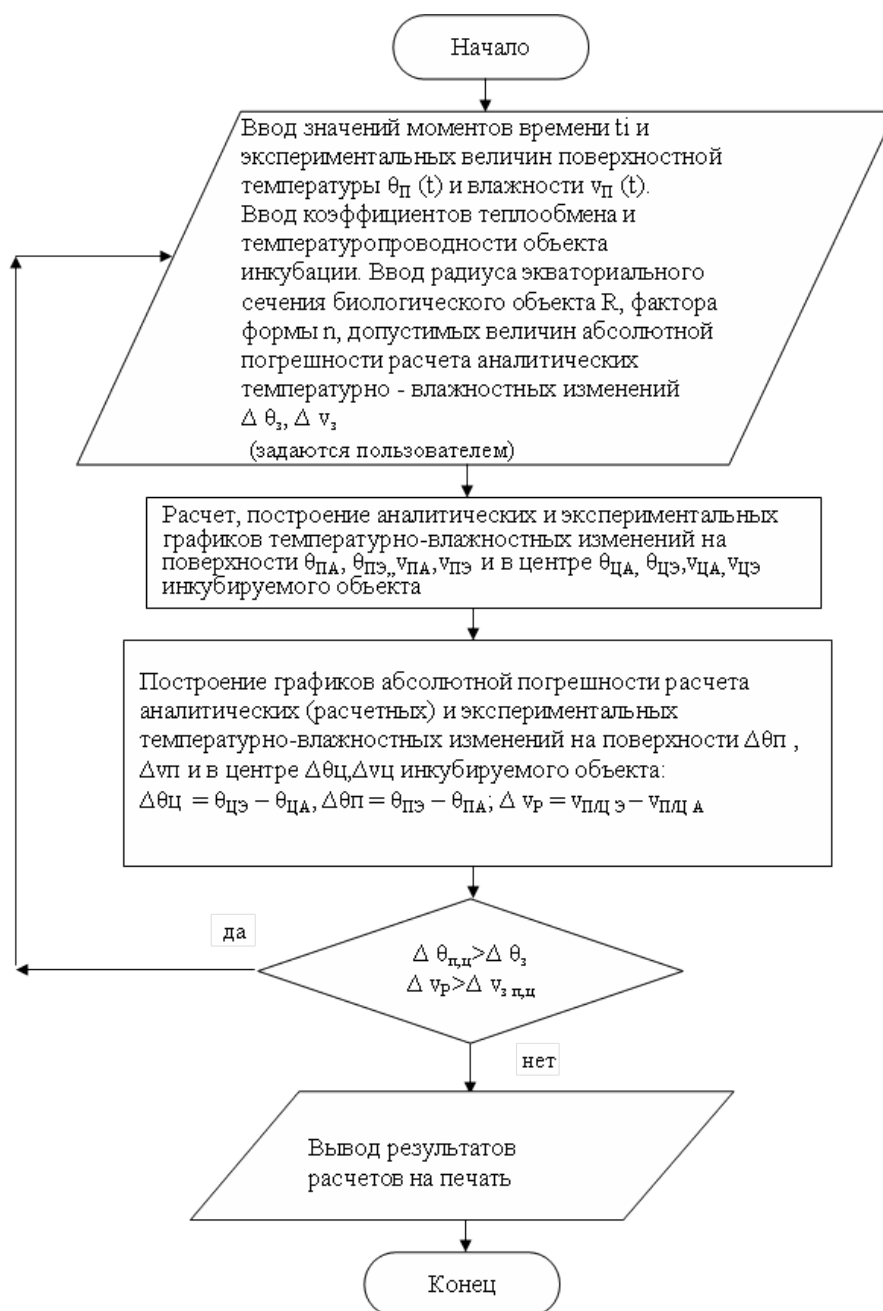 Начало
Ввод значений моментов времени ti и
экспериментальных величин поверхностной
температуры θП (t) и влажности vП (t).
Ввод коэффициентов теплообмена и
температуропроводности объекта
инкубации. Ввод радиуса экваториального
сечения биологического объекта R, фактора
формы n, допустимых величин абсолютной
погрешности расчета аналитических
температурно - влажностных изменений
Δ θз, Δ vз
(задаются пользователем)
Расчет, построение аналитических и экспериментальных
графиков температурно-влажностных изменений на
поверхности θПА, θПЭ,,vПА,vПЭ и в центре θЦА, θЦЭ,vЦА,vЦЭ
инкубируемого объекта
Построение графиков абсолютной погрешности расчета
аналитических (расчетных) и экспериментальных
температурно-влажностных изменений на поверхности Δθп ,
Δvп и в центре Δθц,Δvц инкубируемого объекта:
Δθц = θЦЭ – θЦА, Δθп = θПЭ – θПА; Δ vР = vП/Ц Э – vП/Ц А
да
Δ θп,ц>Δ θз
Δ vР>Δ vз п,ц
нет
Вывод результатов
расчетов на печать
Конец